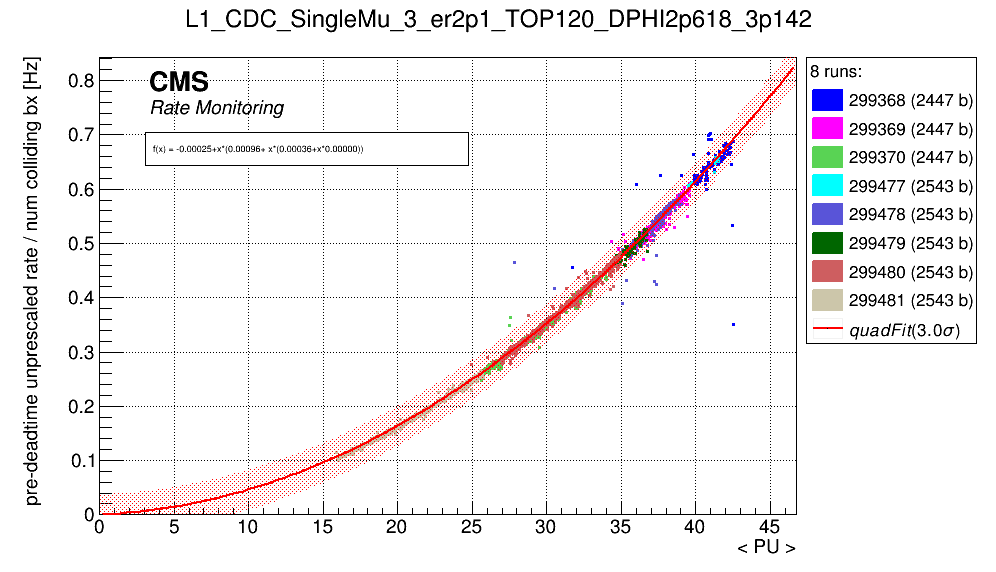 L1_CDC_SingleMu_3_er2p1_TOP120_DPHI2p618_3p142
pre-deadtime unprescaled rate / num colliding bx [Hz]
CMS
Rate Monitoring
f(x) = -0.00025+x*(0.00096+ x*(0.00036+x*0.00000))
0.8
0.7
0.6
0.5
0.4
0.3
0.2
0.1
0
0 5 10 15 20 25 30 35 40 45
< PU >
8 runs:
299368 (2447 b)
299369 (2447 b)
299370 (2447 b)
299477 (2543 b)
299478 (2543 b)
299479 (2543 b)
299480 (2543 b)
299481 (2543 b)
quadFit(3.0σ)